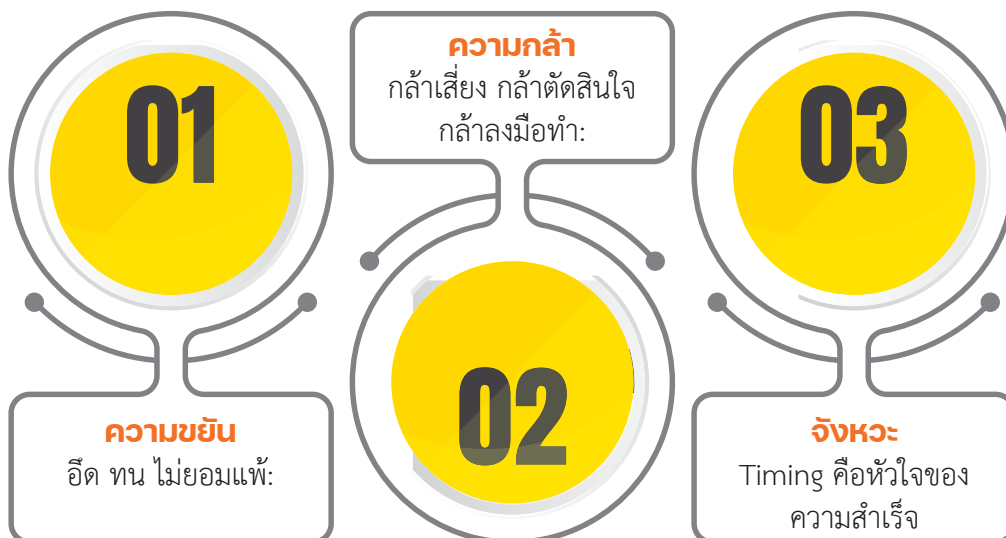 01
ความขยัน
อึด ทน ไม่ยอมแพ้:
ความกล้า
กล้าเสี่ยง กล้าตัดสินใจ
กล้าลงมือทำ:
02
03
จังหวะ
Timing คือหัวใจของ
ความสำเร็จ